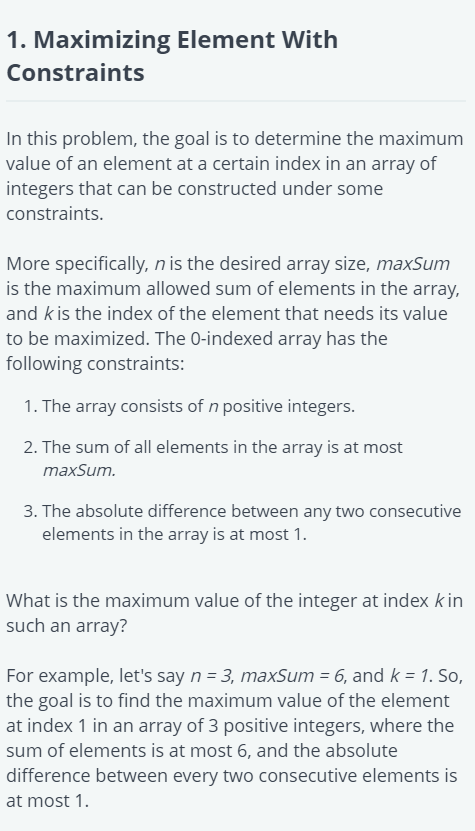 1. Maximizing Element With
Constraints
In this problem, the goal is to determine the maximum
value of an element at a certain index in an array of
integers that can be constructed under some
constraints.
More specifically, n is the desired array size, maxSum
is the maximum allowed sum of elements in the array,
and k is the index of the element that needs its value
to be maximized. The 0-indexed array has the
following constraints:
1. The array consists of n positive integers.
2. The sum of all elements in the array is at most
maxSum.
3. The absolute difference between any two consecutive
elements in the array is at most 1.
What is the maximum value of the integer at index k in
such an array?
For example, let's say n = 3, maxSum = 6, and k = 1. So,
the goal is to find the maximum value of the element
at index 1 in an array of 3 positive integers, where the
sum of elements is at most 6, and the absolute
difference between every two consecutive elements is
at most 1.